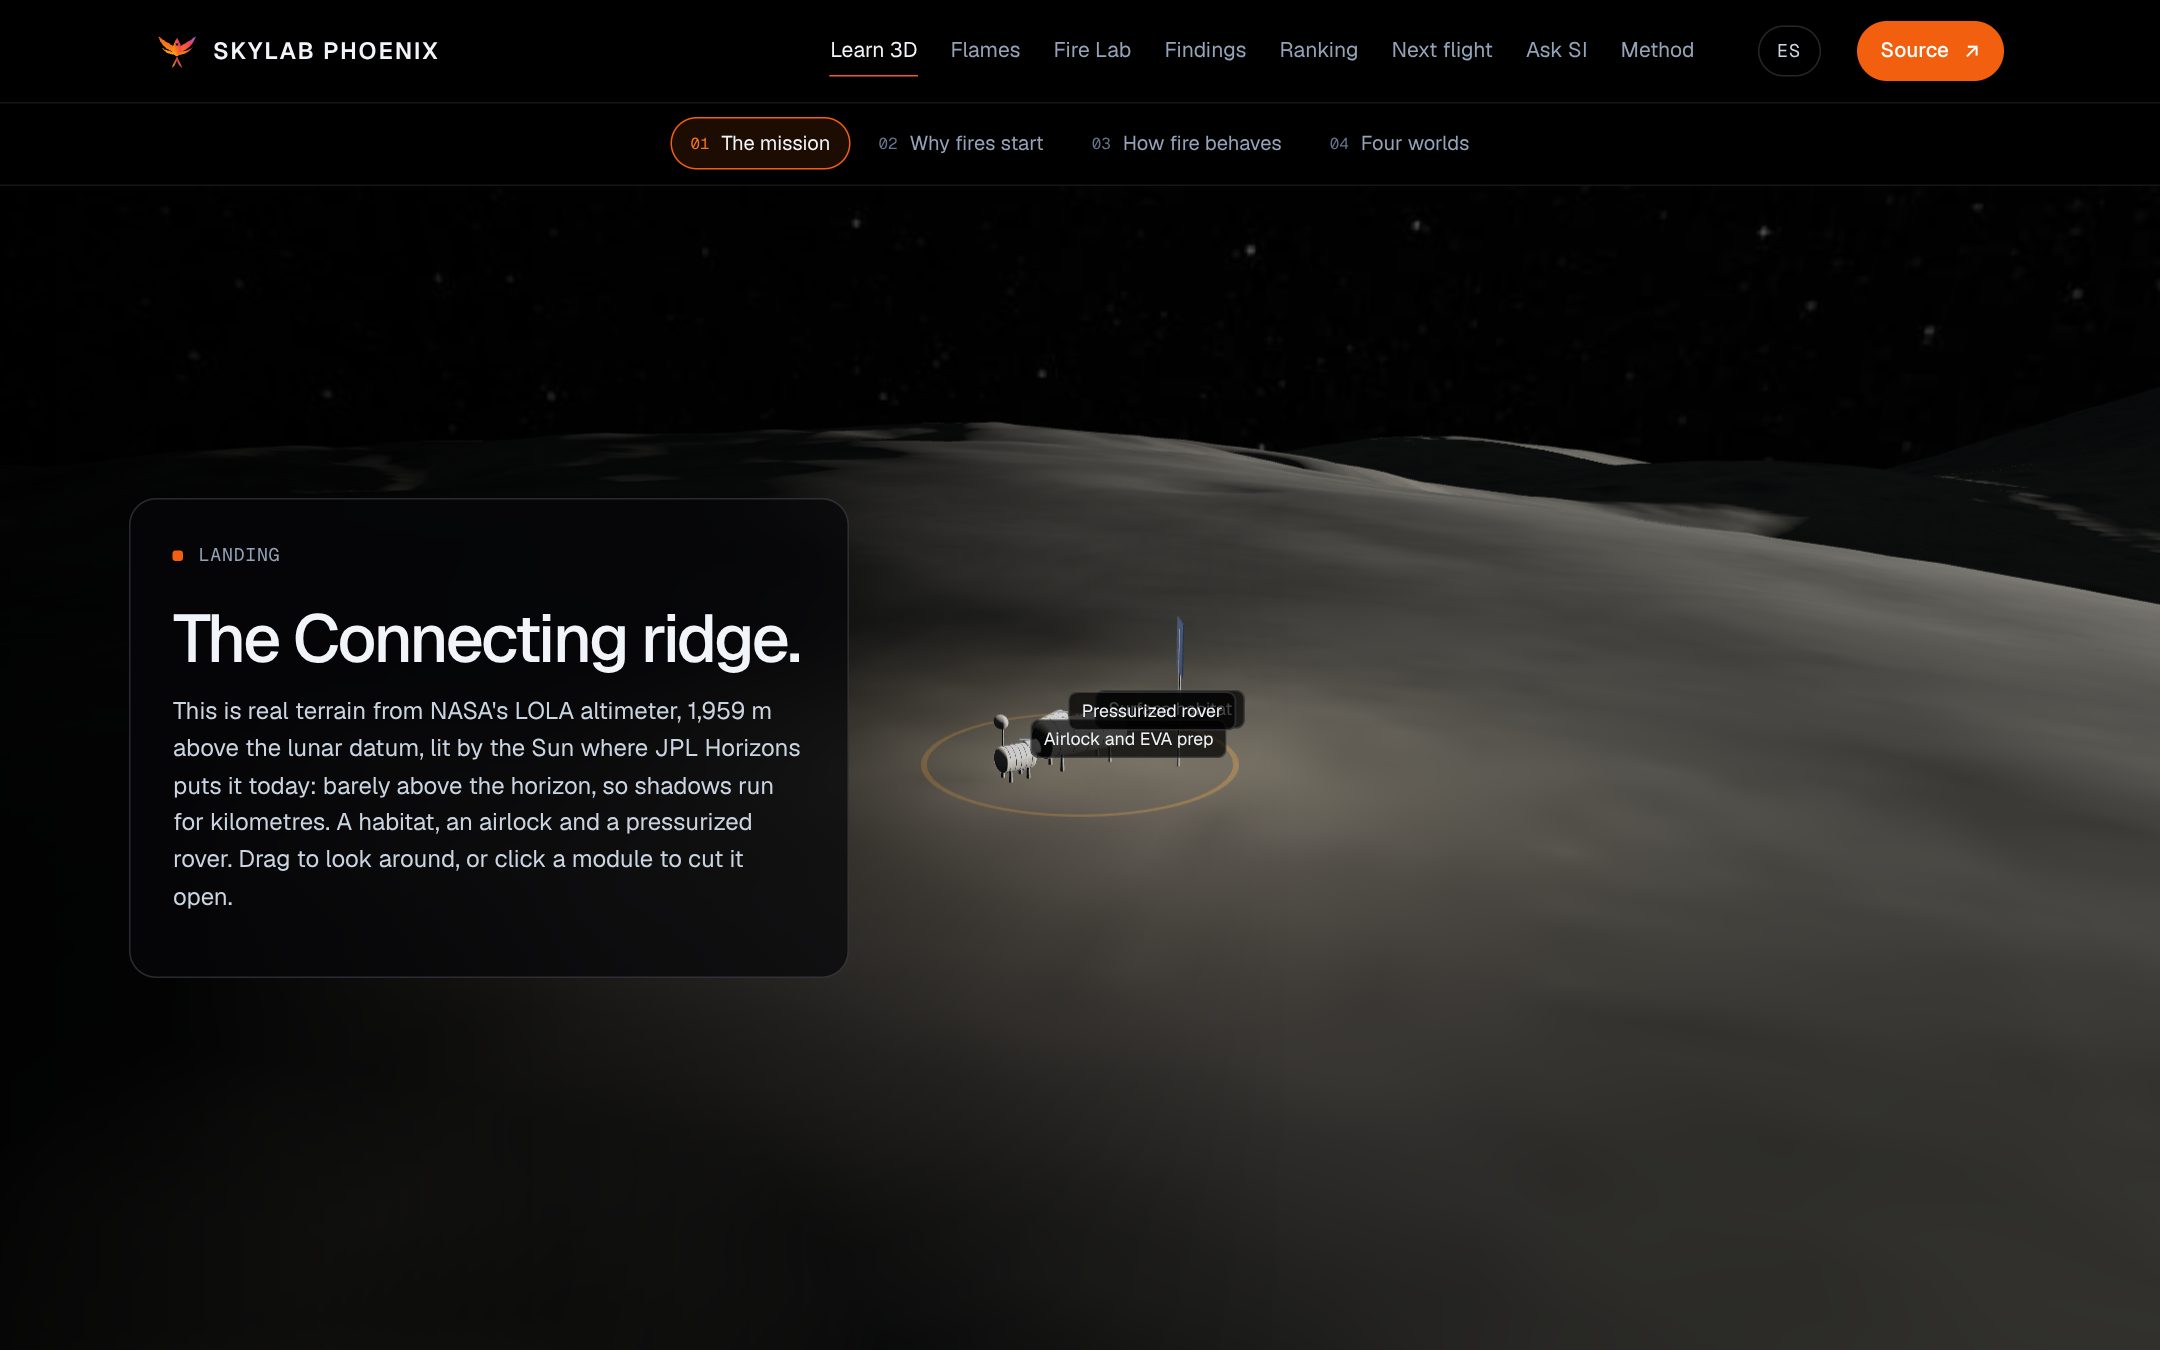 SKYLAB PHOENIX
Learn 3D
Flames
Fire Lab
Findings
Ranking
Next flight
Ask SI
Method
ES
Source
01 The mission
02 Why fires start
03 How fire behaves
04 Four worlds
LANDING
The Connecting ridge.
This is real terrain from NASA's LOLA altimeter, 1,959 m
above the lunar datum, lit by the Sun where JPL Horizons
puts it today: barely above the horizon, so shadows run
for kilometres. A habitat, an airlock and a pressurized
rover. Drag to look around, or click a module to cut it
open.
Pressurized rover
Airlock and EVA prep